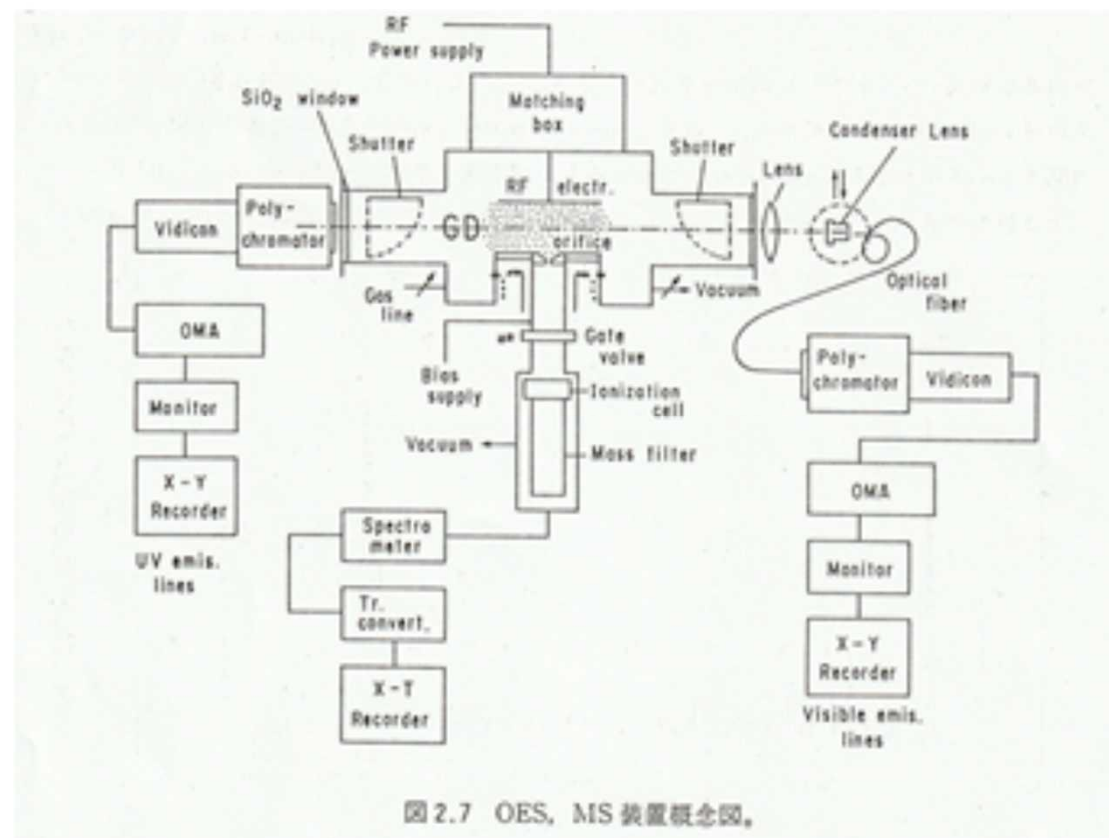 RF
Power supply
SiO₂ window
Matching
box
Condenser Lens
Shutter
Shutter
Lens
RF electr.
Poly-
chromator
Vidicon
GD
orifice
Gas
line
Vacuum
Optical
fiber
OMA
Gate
valve
Bias
supply
Poly-
chromator
Vidicon
Ionization
cell
Monitor
Vacuum
Mass filter
X-Y
Recorder
OMA
UV emis.
lines
Spectro
meter
Monitor
Tr.
convert.
X-Y
Recorder
X-T
Recorder
Visible emis.
lines
図2.7 OES, MS 装置概念図。